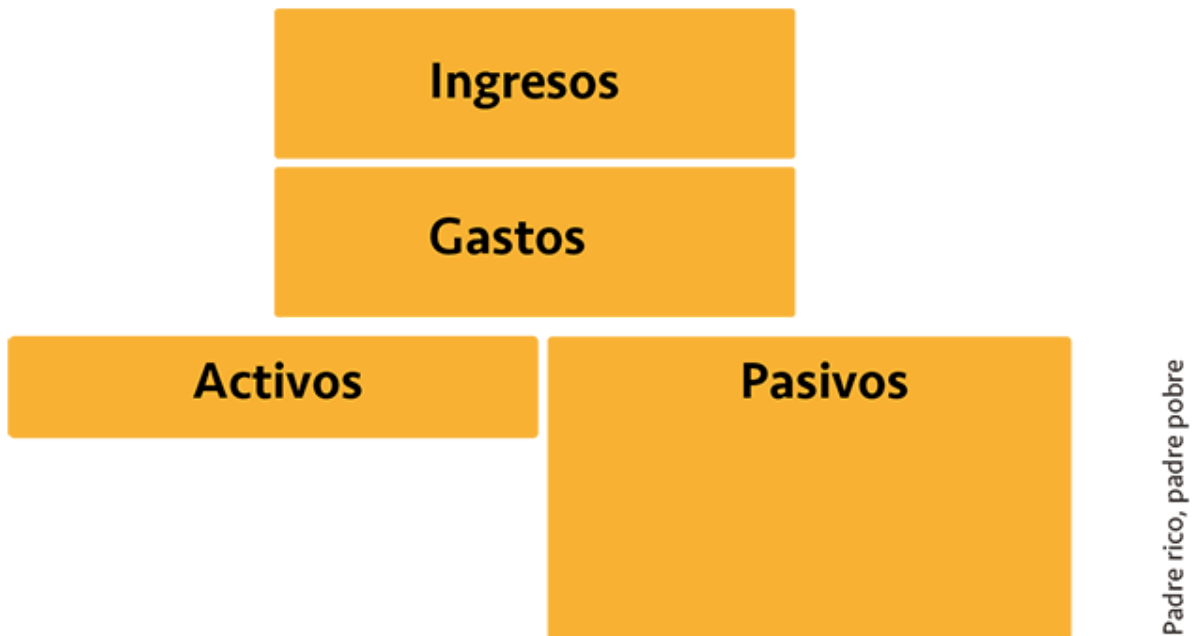 Ingresos
Gastos
Activos
Pasivos
Padre rico, padre pobre